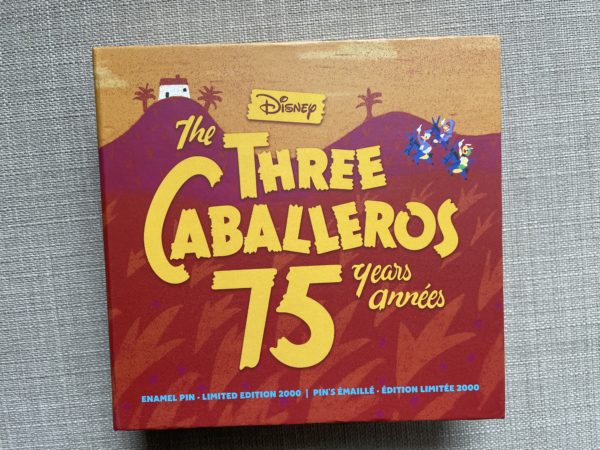 Disney
The
THREE
CABALLEROS
75 years
années
ENAMEL PIN • LIMITED EDITION 2000 | PIN'S ÉMAILLÉ • ÉDITION LIMITÉE 2000